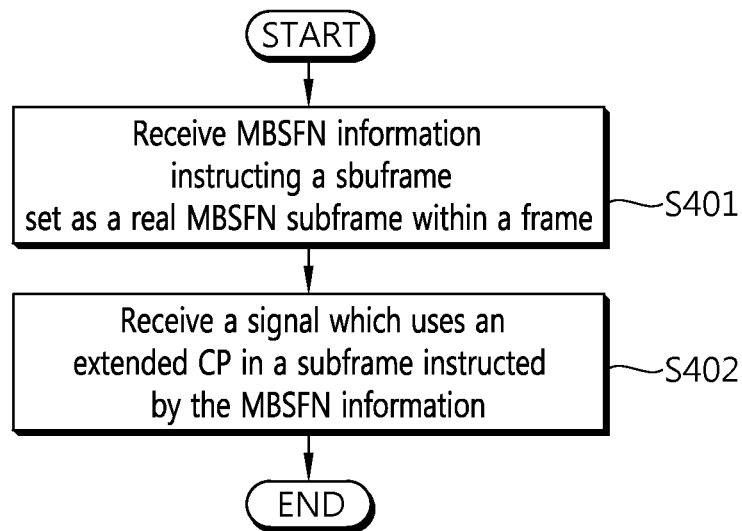 START
Receive MBSFN information
instructing a sbuframe
set as a real MBSFN subframe within a frame
S401
Receive a signal which uses an
extended CP in a subframe instructed
by the MBSFN information
S402
END